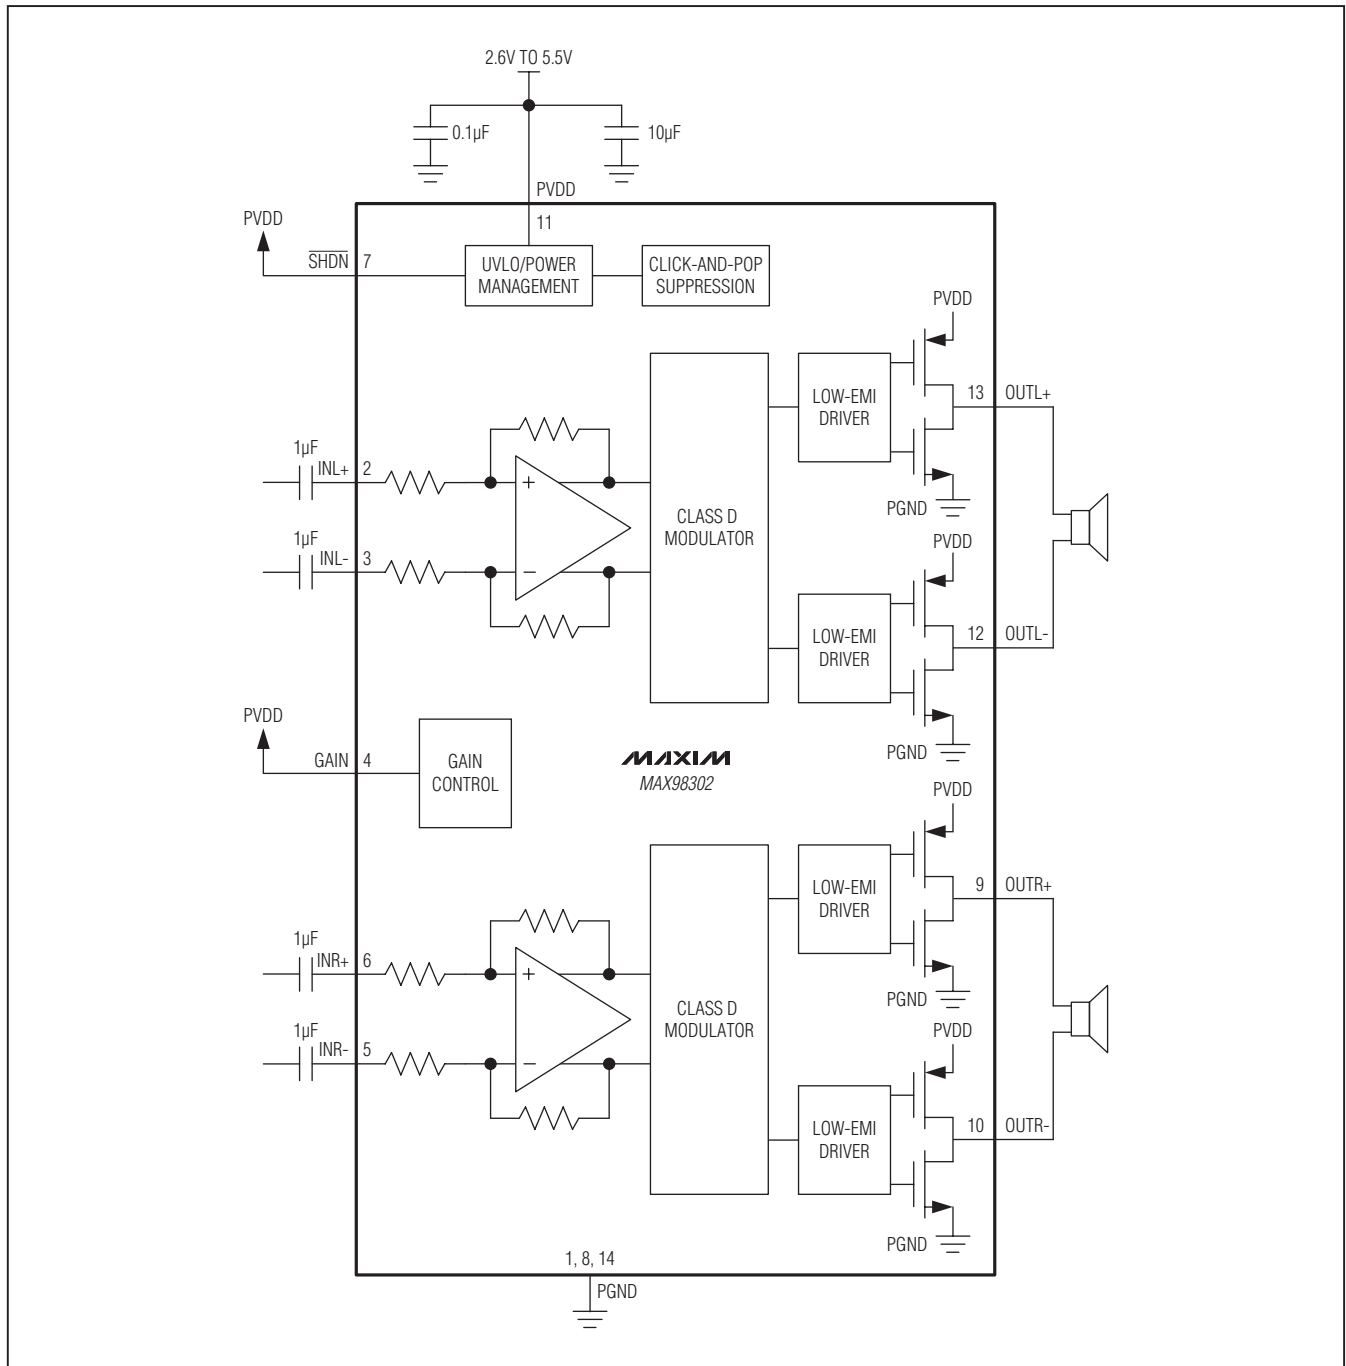 2.6V TO 5.5V
0.1µF
10µF
PVDD
11
PVDD
SHDN
7
UVLO/POWER
MANAGEMENT
CLICK-AND-POP
SUPPRESSION
PVDD
LOW-EMI
DRIVER
13
OUTL+
1µF
INL+
2
+
PGND
1µF
INL-
3
−
CLASS D
MODULATOR
PVDD
LOW-EMI
DRIVER
12
OUTL-
PGND
PVDD
GAIN
4
GAIN
CONTROL
MAXIM
MAX98302
PVDD
LOW-EMI
DRIVER
9
OUTR+
1µF
INR+
6
+
PGND
1µF
INR-
5
−
CLASS D
MODULATOR
PVDD
LOW-EMI
DRIVER
10
OUTR-
PGND
1, 8, 14
PGND